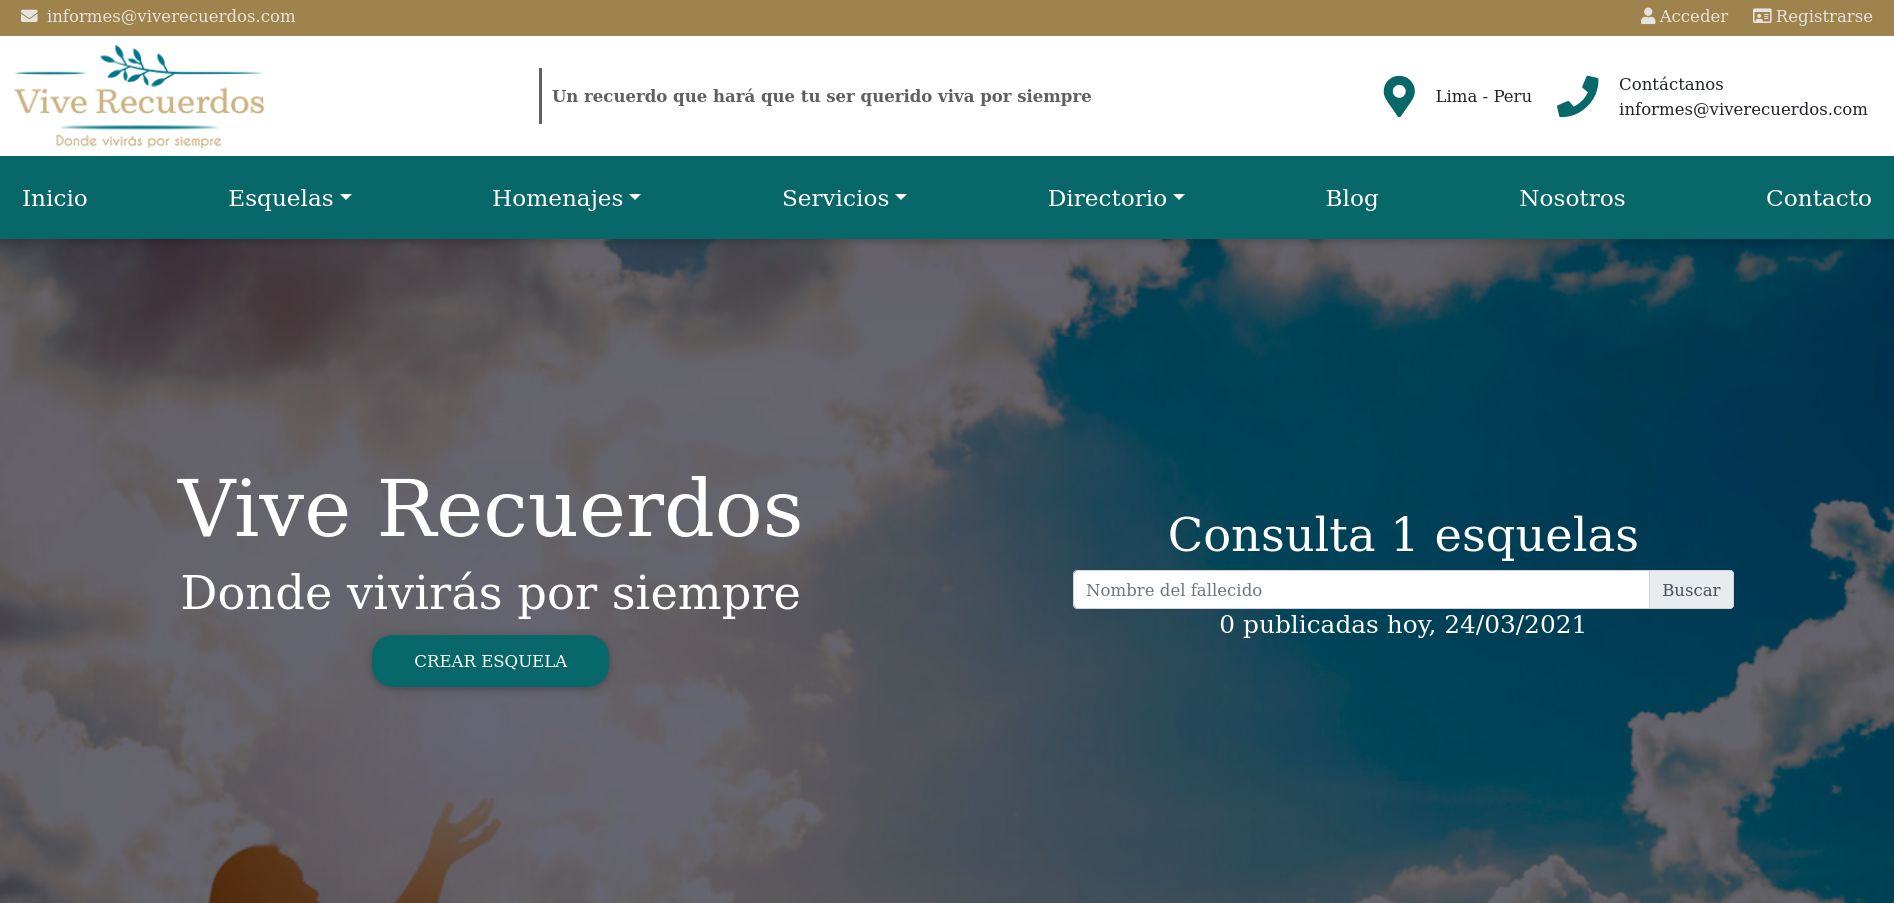 informes@viverecuerdos.com
Acceder
Registrarse
Vive Recuerdos
Donde vivirás por siempre
Un recuerdo que hará que tu ser querido viva por siempre
Lima - Peru
Contáctanos
informes@viverecuerdos.com
Inicio
Esquelas
Homenajes
Servicios
Directorio
Blog
Nosotros
Contacto
Vive Recuerdos
Donde vivirás por siempre
CREAR ESQUELA
Consulta 1 esquelas
Nombre del fallecido
Buscar
0 publicadas hoy, 24/03/2021